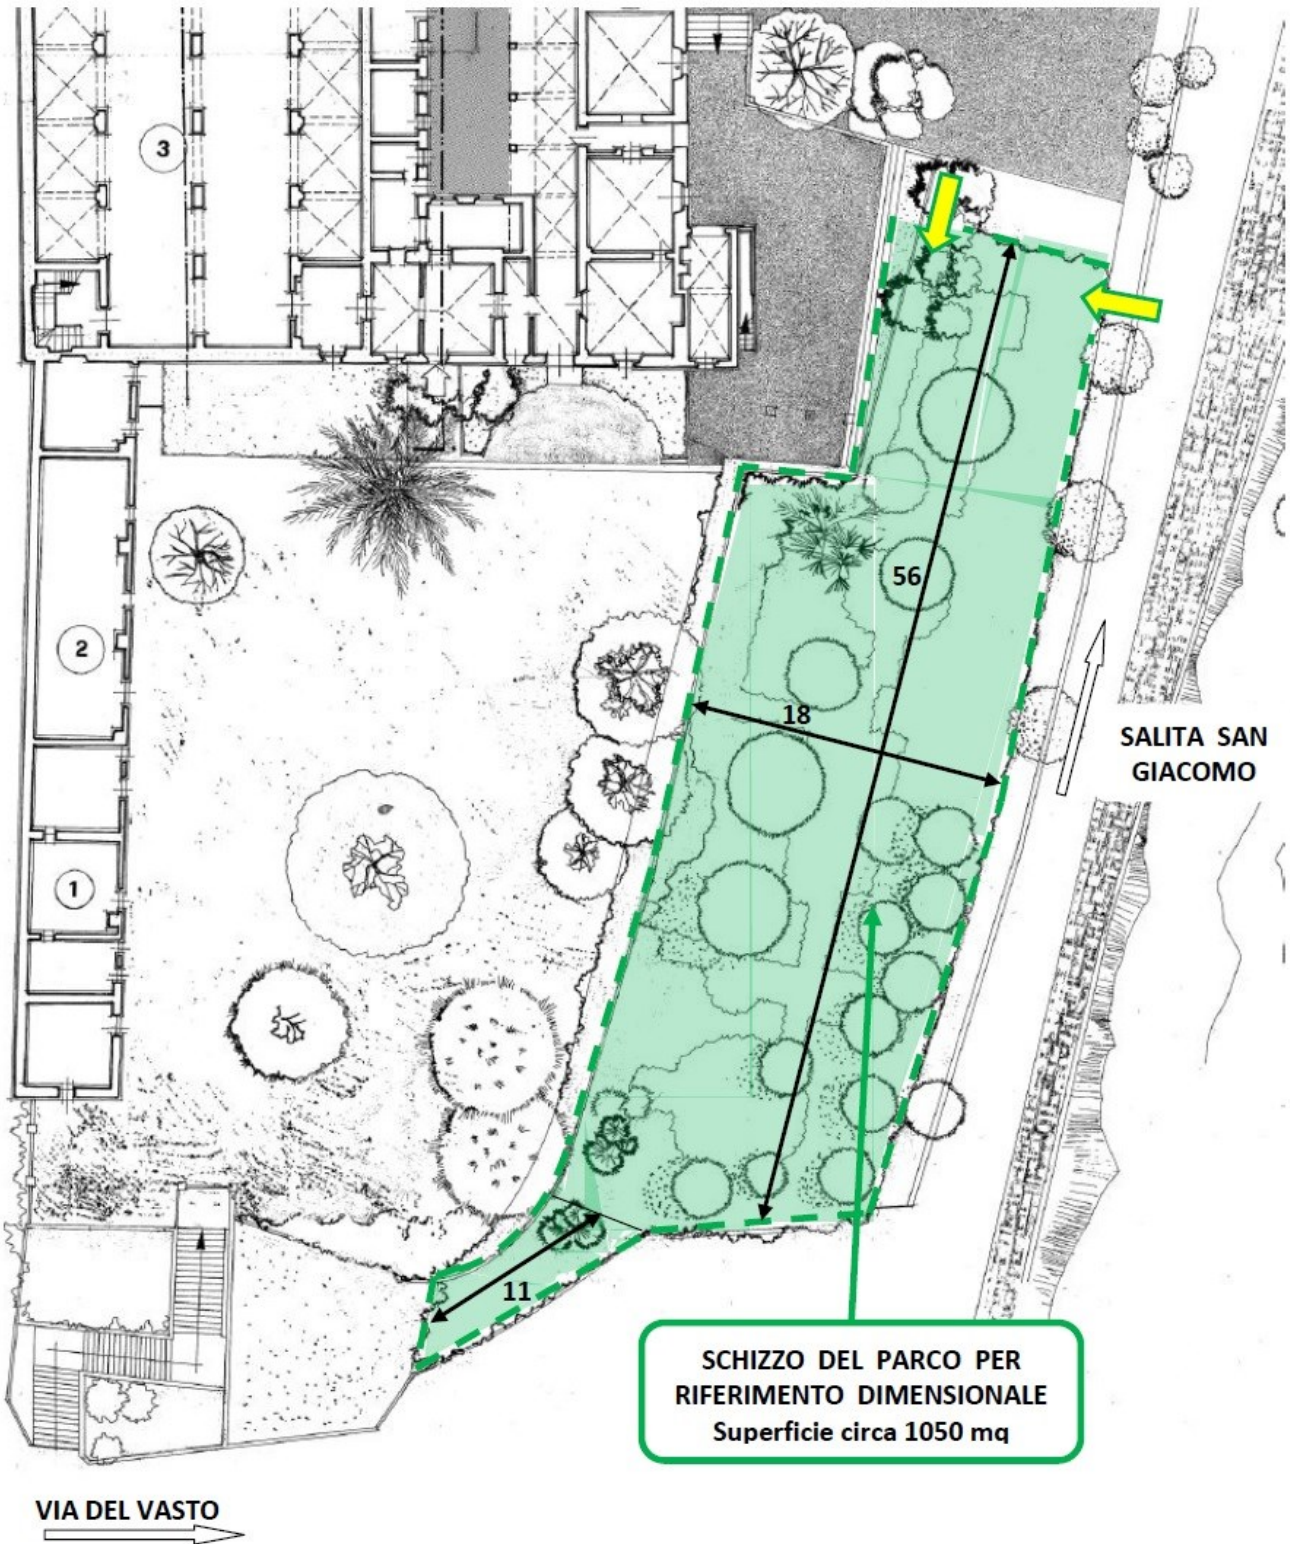 3
2
56
18
SALITA SAN
GIACOMO
1
11
SCHIZZO DEL PARCO PER
RIFERIMENTO DIMENSIONALE
Superficie circa 1050 mq
VIA DEL VASTO